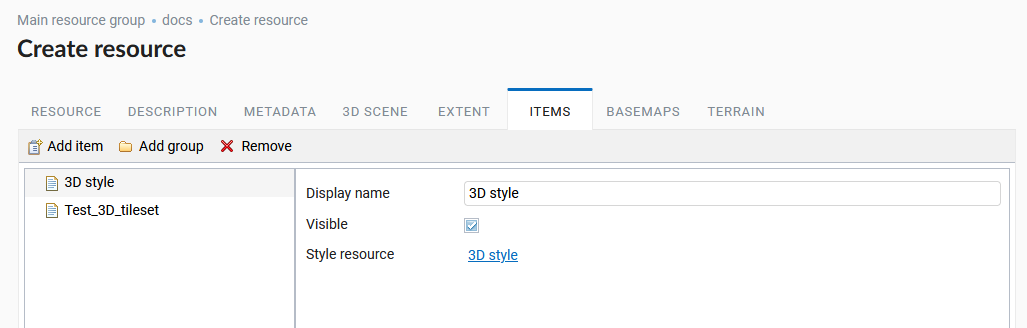 Main resource group • docs • Create resource
Create resource
RESOURCE DESCRIPTION METADATA 3D SCENE EXTENT ITEMS BASEMAPS TERRAIN
Add item Add group Remove
3D style
Test_3D_tileset
Display name 3D style
Visible
Style resource 3D style